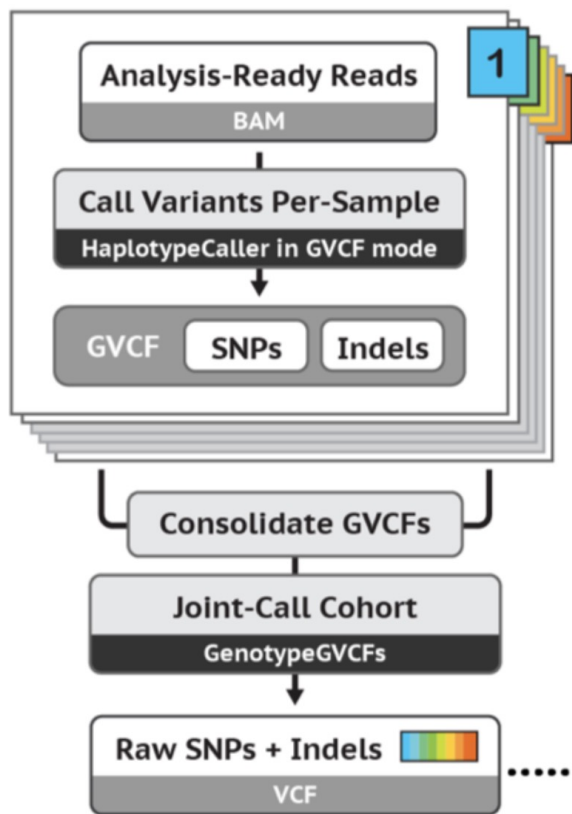 1
Analysis-Ready Reads
BAM
Call Variants Per-Sample
HaplotypeCaller in GVCF mode
GVCF SNPs Indels
Consolidate GVCFs
Joint-Call Cohort
GenotypeGVCFs
Raw SNPs + Indels
VCF